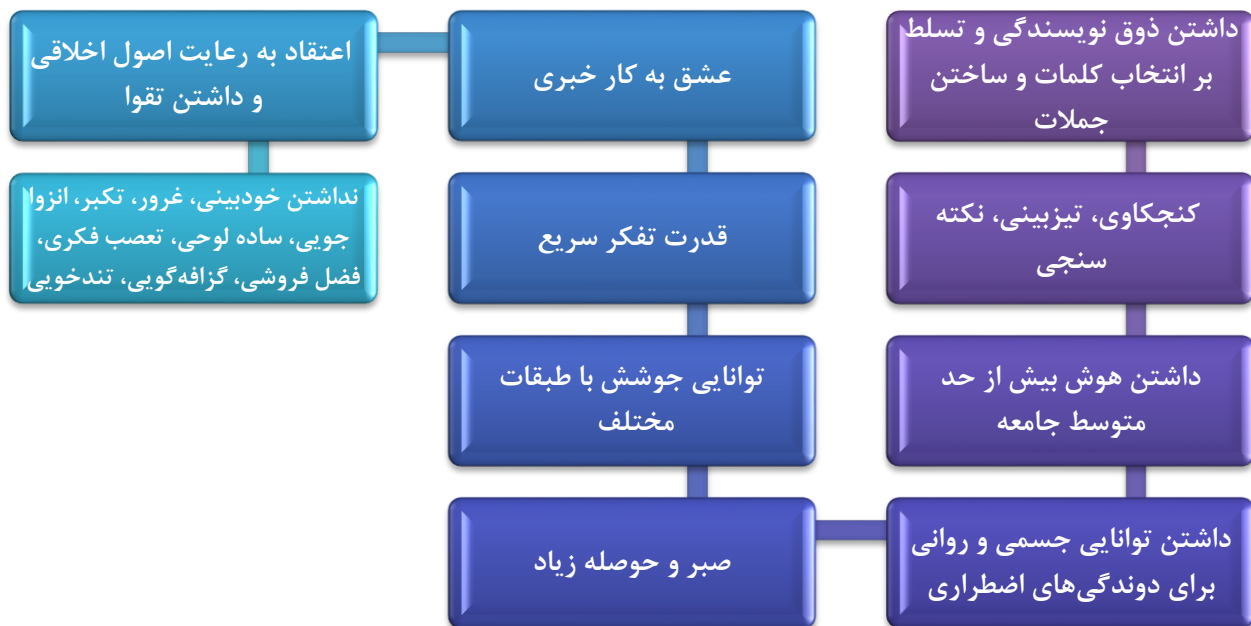 داشتن ذوق نویسندگی و تسلط
بر انتخاب کلمات و ساختن
جملات
کنجکاوی، تیزبینی، نکته
سنجی
داشتن هوش بیش از حد
متوسط جامعه
داشتن توانایی جسمی و روانی
برای دوندگی‌های اضطراری
صبر و حوصله زیاد
توانایی جوشش با طبقات
مختلف
قدرت تفکر سریع
عشق به کار خبری
اعتقاد به رعایت اصول اخلاقی
و داشتن تقوا
نداشتن خودبینی، غرور، تکبر، انزوا
جویی، ساده لوحی، تعصب فکری،
فضل فروشی، گزافه‌گویی، تندخویی